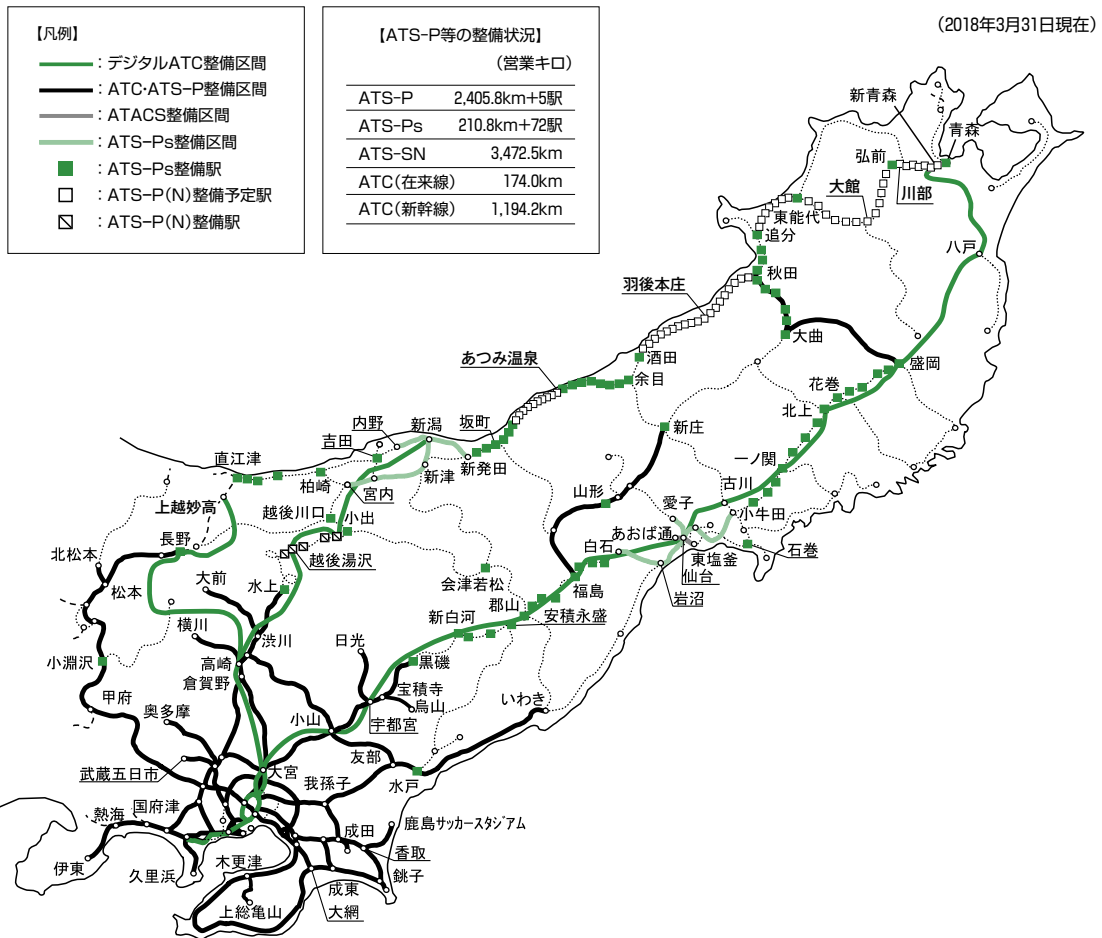 (2018年3月31日現在)
【凡例】
：デジタルATC整備区間
：ATC・ATS-P整備区間
：ATACS整備区間
：ATS-Ps整備区間
：ATS-Ps整備駅
：ATS-P(N)整備予定駅
：ATS-P(N)整備駅
【ATS-P等の整備状況】
(営業キロ)
ATS-P 2,405.8km+5駅
ATS-Ps 210.8km+72駅
ATS-SN 3,472.5km
ATC(在来線) 174.0km
ATC(新幹線) 1,194.2km
新青森
青森
弘前
川部
大館
東能代
追分
八戸
秋田
羽後本庄
大曲
酒田
あつみ温泉
余目
盛岡
花巻
北上
内野
新潟
坂町
新庄
吉田
直江津
新発田
一ノ関
柏崎
新津
宮内
古川
山形
愛子
上越妙高
越後川口
小出
小牛田
あおば通
長野
白石
石巻
北松本
越後湯沢
東塩釜
仙台
大前
水上
会津若松
福島
岩沼
松本
郡山
新白河
安積永盛
横川
渋川
日光
小淵沢
高崎
黒磯
倉賀野
宝積寺
烏山
いわき
甲府
奥多摩
小山
宇都宮
友部
大宮
武蔵五日市
我孫子
水戸
国府津
熱海
成田
鹿島サッカースタジアム
香取
伊東
木更津
久里浜
成東
銚子
上総亀山
大網